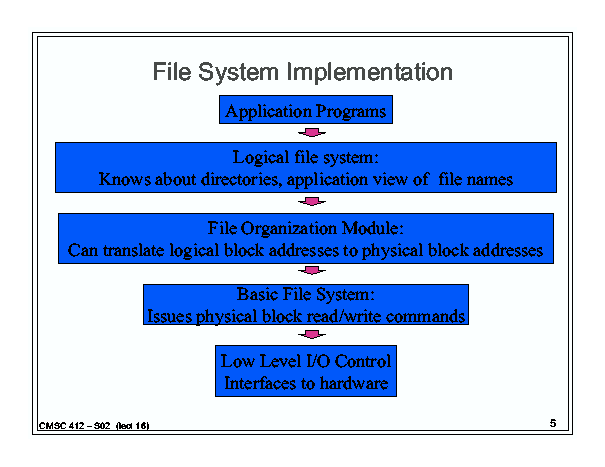 File System Implementation
Application Programs
Logical file system:
Knows about directories, application view of file names
File Organization Module:
Can translate logical block addresses to physical block addresses
Basic File System:
Issues physical block read/write commands
Low Level I/O Control
Interfaces to hardware
CMSC 412 – S02 (lect 16)
5